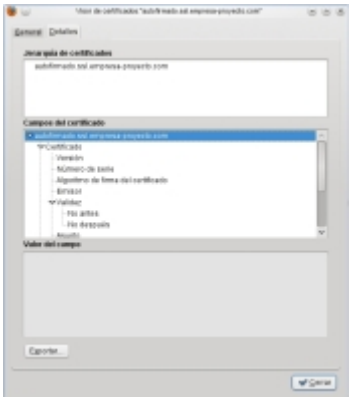 Visor de certificados "autofirmado.ssl.empresa-proyecto.com"
General Detalles
Jerarquía de certificados
autofirmado.ssl.empresa-proyecto.com
Campos del certificado
autofirmado.ssl.empresa-proyecto.com
Certificado
Versión
Número de serie
Algoritmo de firma del certificado
Emisor
Validez
No antes
No después
Asunto
Valor del campo
Exportar...
Cerrar